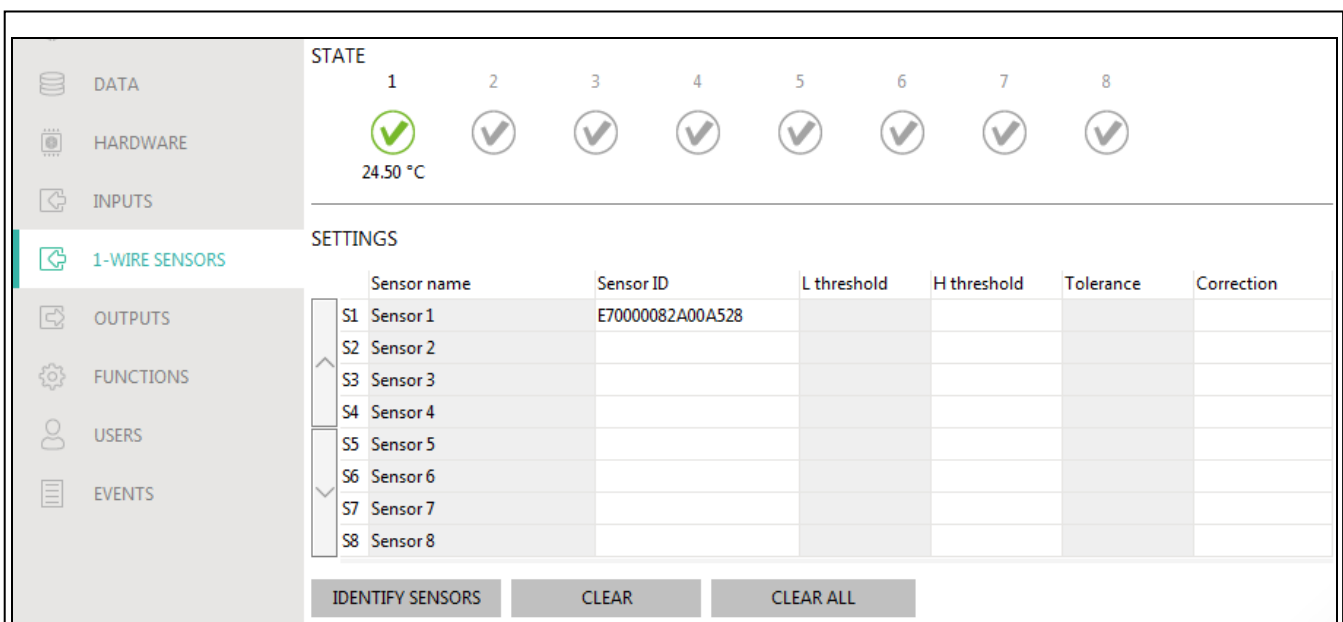 DATA
HARDWARE
INPUTS
1-WIRE SENSORS
OUTPUTS
FUNCTIONS
USERS
EVENTS
STATE
1 2 3 4 5 6 7 8
24.50 °C
SETTINGS
Sensor name Sensor ID L threshold H threshold Tolerance Correction
S1 Sensor 1 E70000082A00A528
S2 Sensor 2
S3 Sensor 3
S4 Sensor 4
S5 Sensor 5
S6 Sensor 6
S7 Sensor 7
S8 Sensor 8
IDENTIFY SENSORS CLEAR CLEAR ALL